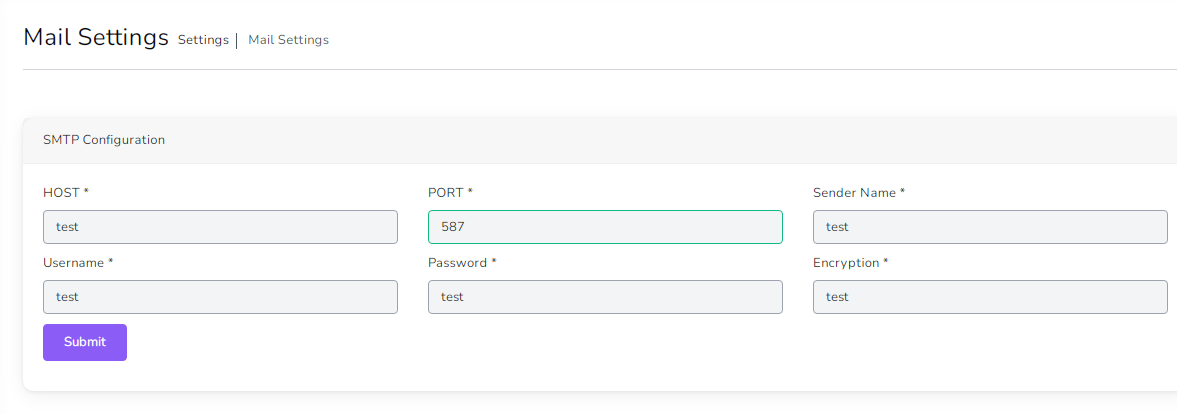 Mail Settings Settings | Mail Settings
SMTP Configuration
HOST * PORT * Sender Name *
test 587 test
Username * Password * Encryption *
test test test
Submit